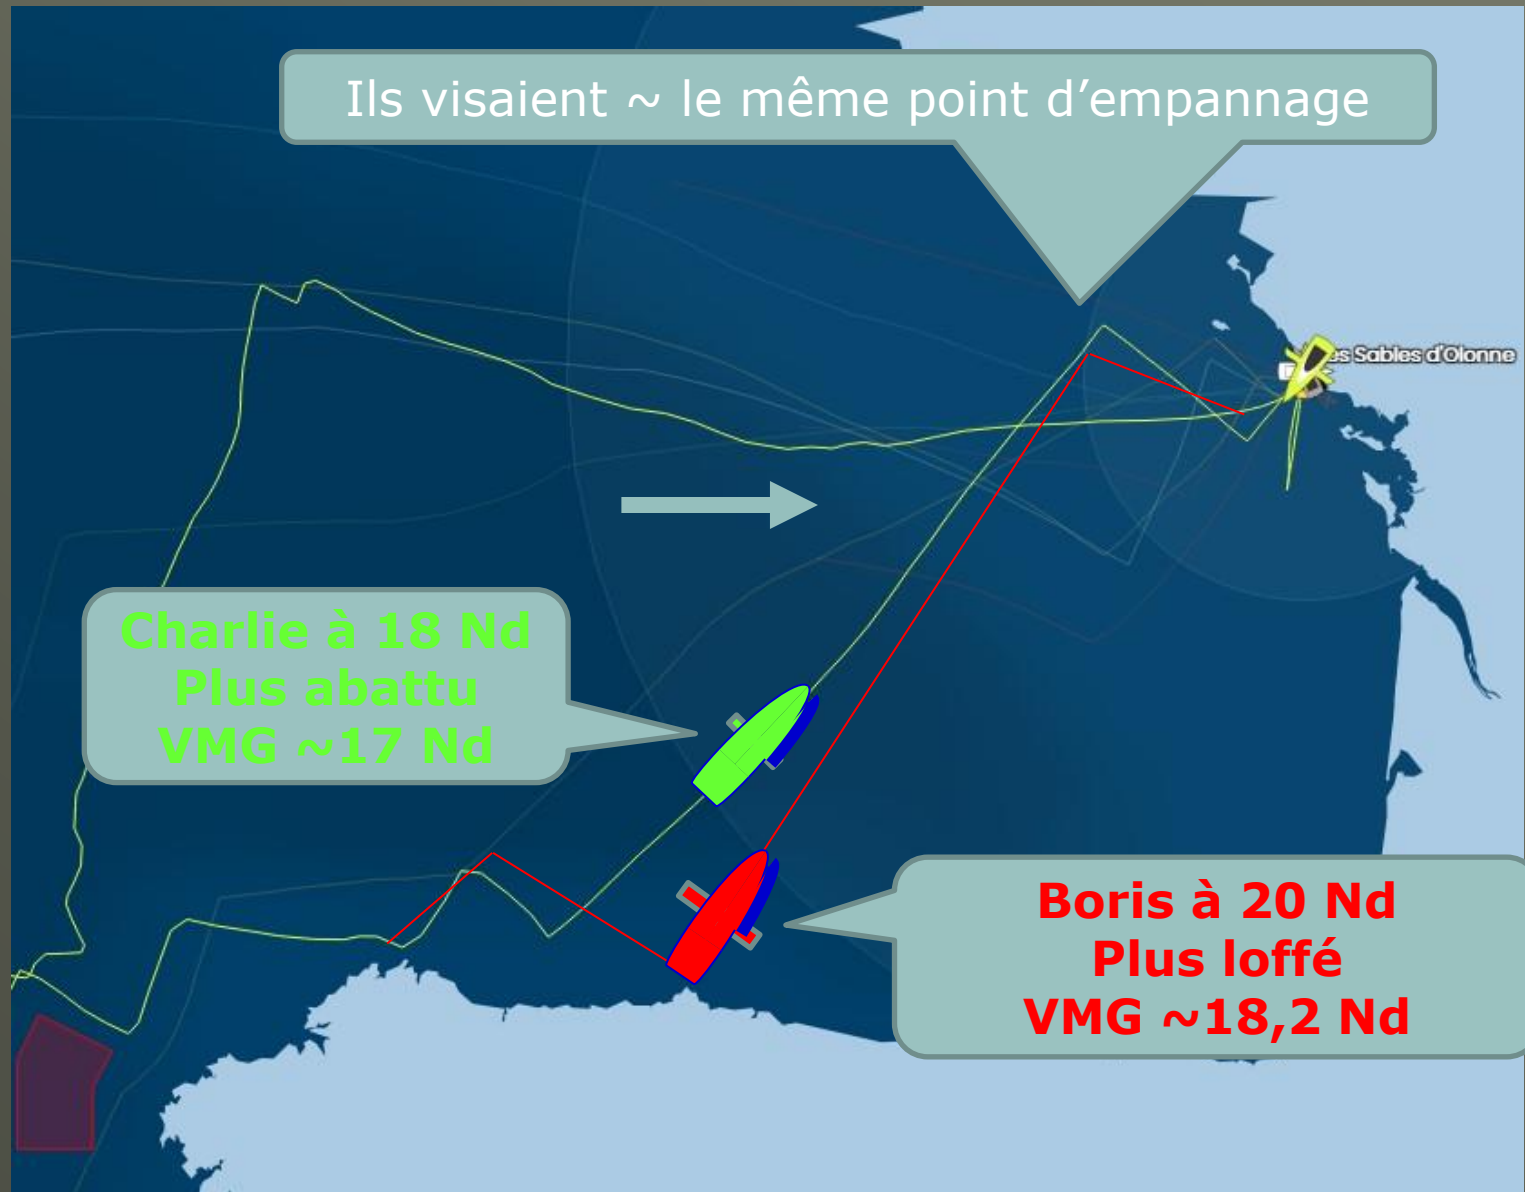 Ils visaient ~ le même point d’empannage
es Sables d'Olonne
Charlie à 18 Nd
Plus abattu
VMG ~17 Nd
Boris à 20 Nd
Plus loffé
VMG ~18,2 Nd